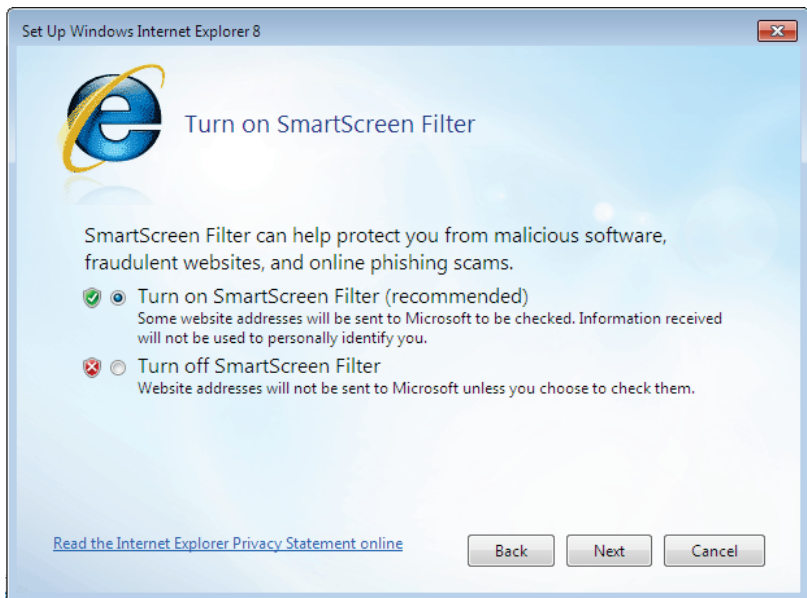 Set Up Windows Internet Explorer 8
Turn on SmartScreen Filter
SmartScreen Filter can help protect you from malicious software,
fraudulent websites, and online phishing scams.
Turn on SmartScreen Filter (recommended)
Some website addresses will be sent to Microsoft to be checked. Information received
will not be used to personally identify you.
Turn off SmartScreen Filter
Website addresses will not be sent to Microsoft unless you choose to check them.
Read the Internet Explorer Privacy Statement online
Back
Next
Cancel